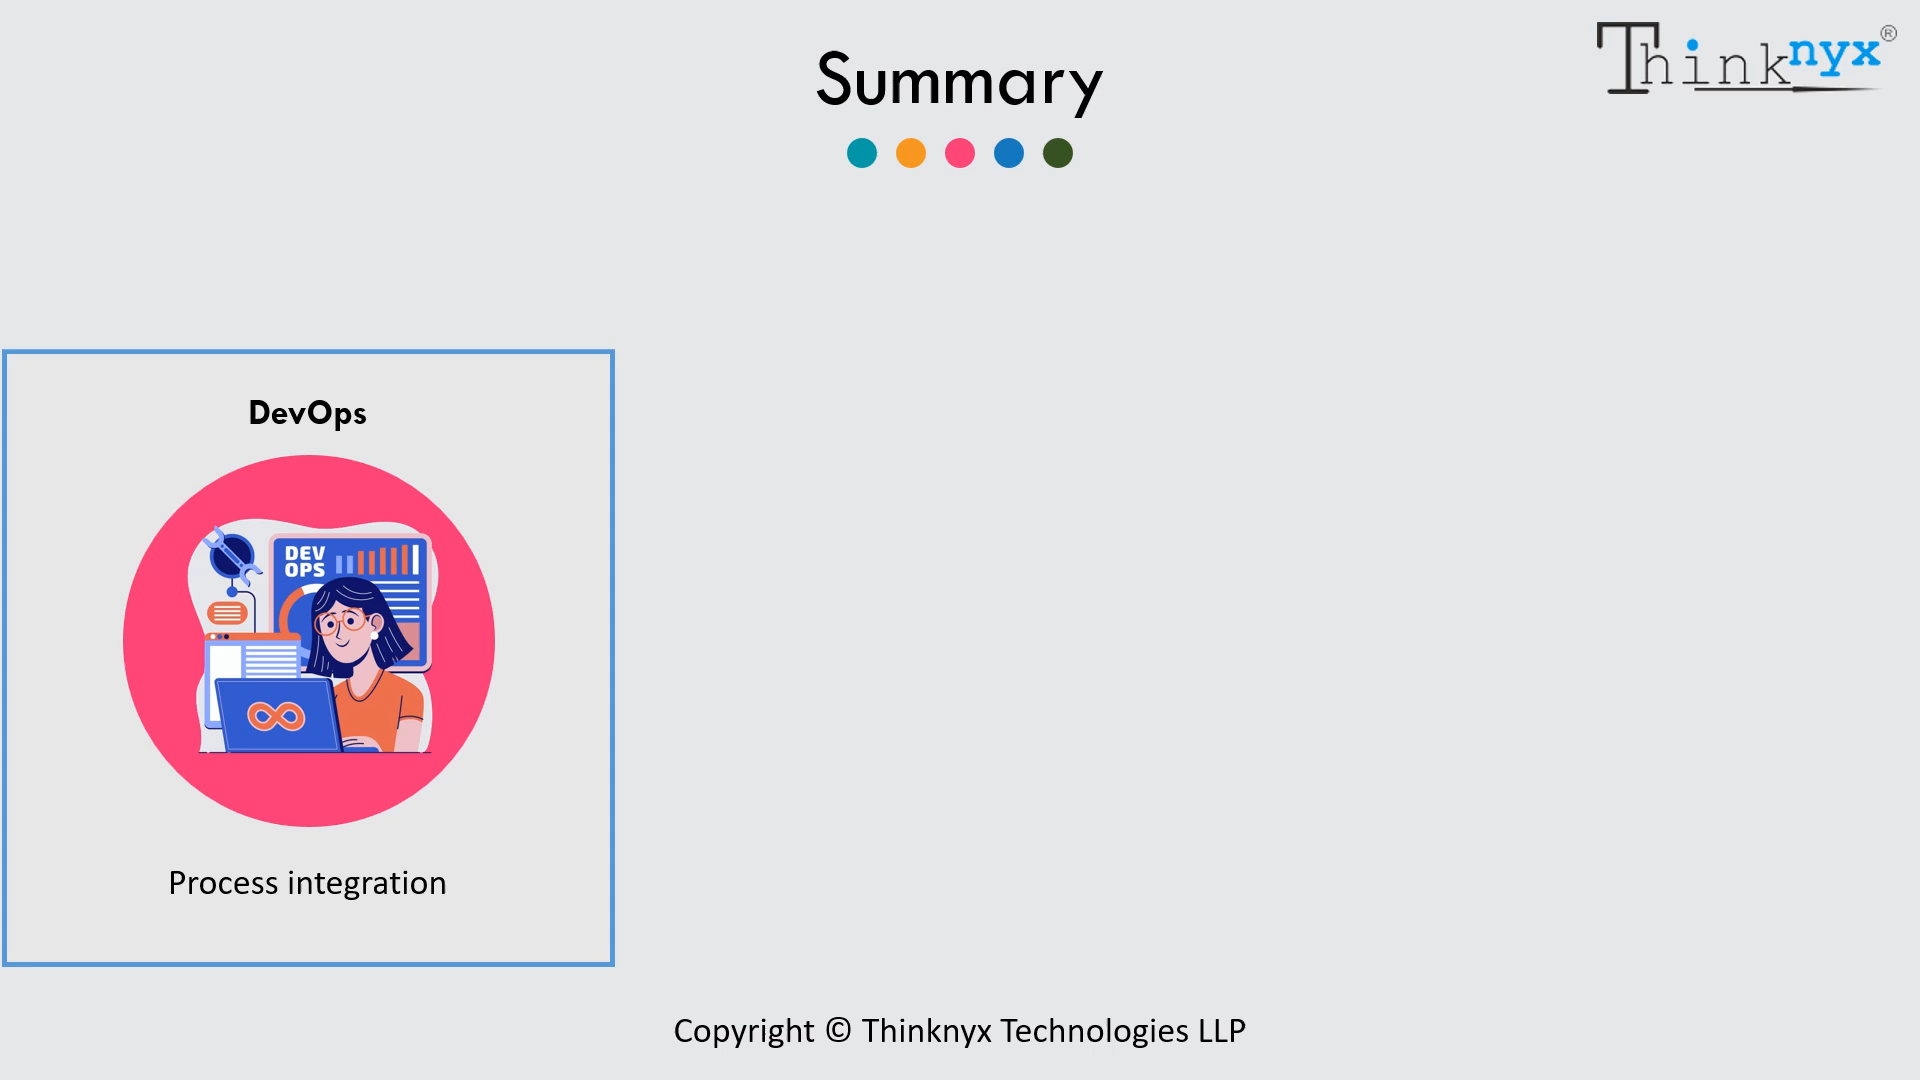 Summary
Thinknyx®
DevOps
DEV
OPS
Process integration
Copyright © Thinknyx Technologies LLP